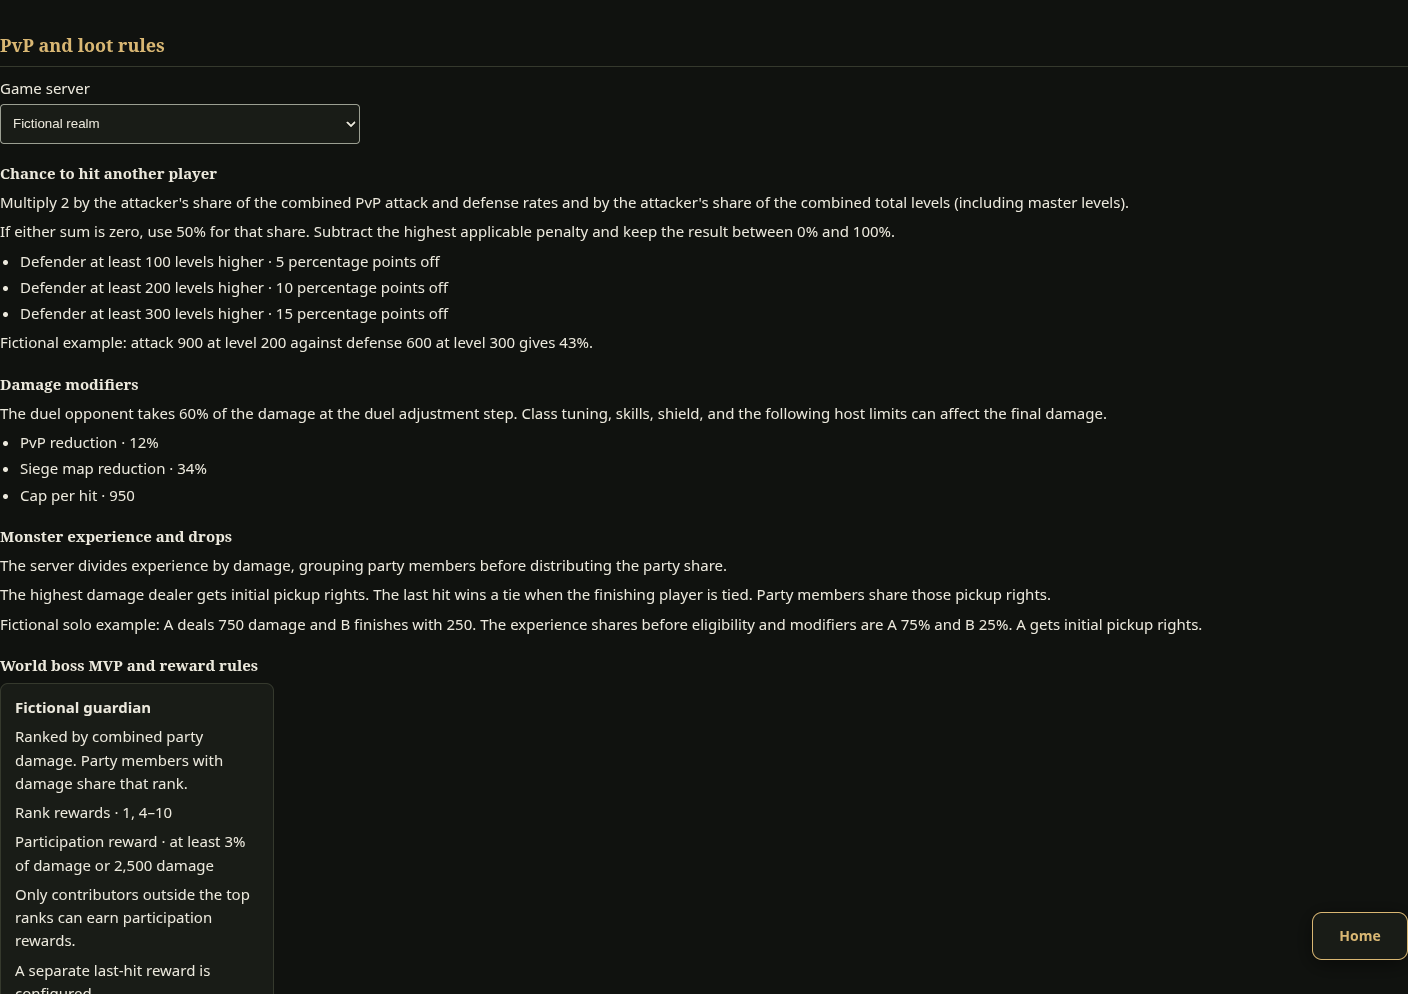 PvP and loot rules
Game server
Fictional realm
Chance to hit another player
Multiply 2 by the attacker's share of the combined PvP attack and defense rates and by the attacker's share of the combined total levels (including master levels).
If either sum is zero, use 50% for that share. Subtract the highest applicable penalty and keep the result between 0% and 100%.
• Defender at least 100 levels higher · 5 percentage points off
• Defender at least 200 levels higher · 10 percentage points off
• Defender at least 300 levels higher · 15 percentage points off
Fictional example: attack 900 at level 200 against defense 600 at level 300 gives 43%.
Damage modifiers
The duel opponent takes 60% of the damage at the duel adjustment step. Class tuning, skills, shield, and the following host limits can affect the final damage.
• PvP reduction · 12%
• Siege map reduction · 34%
• Cap per hit · 950
Monster experience and drops
The server divides experience by damage, grouping party members before distributing the party share.
The highest damage dealer gets initial pickup rights. The last hit wins a tie when the finishing player is tied. Party members share those pickup rights.
Fictional solo example: A deals 750 damage and B finishes with 250. The experience shares before eligibility and modifiers are A 75% and B 25%. A gets initial pickup rights.
World boss MVP and reward rules
Fictional guardian
Ranked by combined party
damage. Party members with
damage share that rank.
Rank rewards · 1, 4–10
Participation reward · at least 3%
of damage or 2,500 damage
Only contributors outside the top
ranks can earn participation
rewards.
A separate last-hit reward is
configured.
Home